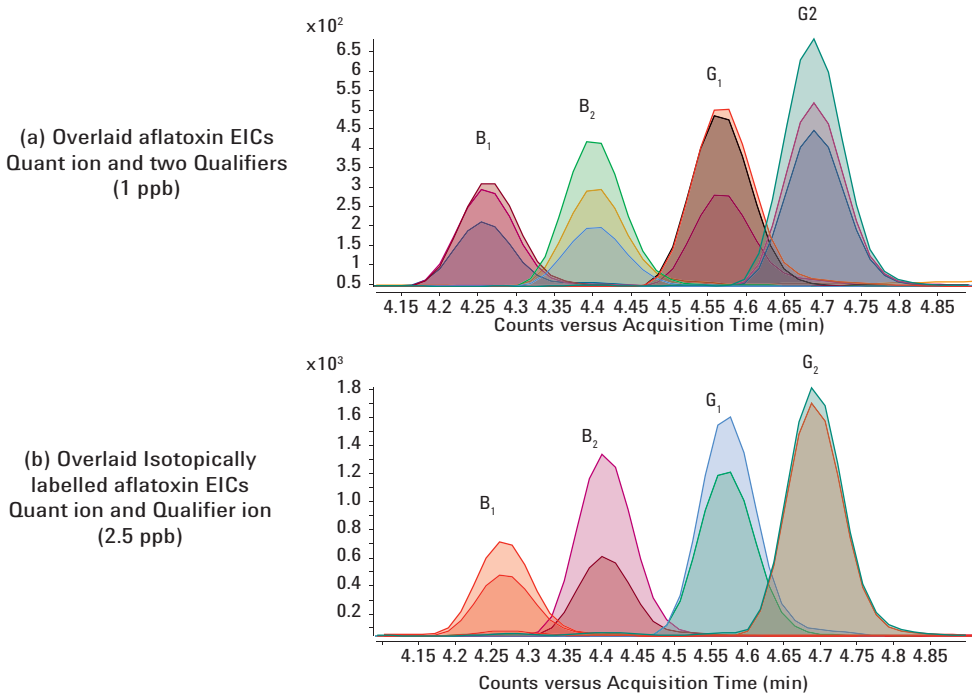 ×10²
6.5
6
5.5
5
4.5
4
3.5
3
2.5
2
1.5
1
0.5
(a) Overlaid aflatoxin EICs
Quant ion and two Qualifiers
(1 ppb)
B₁
B₂
G₁
G2
4.15 4.2 4.25 4.3 4.35 4.4 4.45 4.5 4.55 4.6 4.65 4.7 4.75 4.8 4.85
Counts versus Acquisition Time (min)
×10³
1.8
1.6
1.4
1.2
1.0
0.8
0.6
0.4
0.2
(b) Overlaid Isotopically
labelled aflatoxin EICs
Quant ion and Qualifier ion
(2.5 ppb)
B₁
B₂
G₁
G₂
4.15 4.2 4.25 4.3 4.35 4.4 4.45 4.5 4.55 4.6 4.65 4.7 4.75 4.8 4.85
Counts versus Acquisition Time (min)